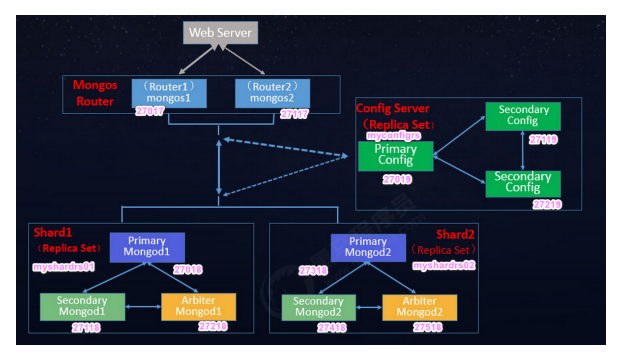 Web Server
Mongos
Router
(Router1)
mongos1
27017
(Router2)
mongos2
27117
Config Server
(Replica Set)
myconfigrs
Primary
Config
27019
Secondary
Config
27119
Secondary
Config
27219
Shard1
(Replica Set)
myshardrs01
Primary
Mongod1
27018
Secondary
Mongod1
27118
Arbiter
Mongod1
27218
Shard2
(Replica Set)
myshardrs02
Primary
Mongod2
27318
Secondary
Mongod2
27418
Arbiter
Mongod2
27518